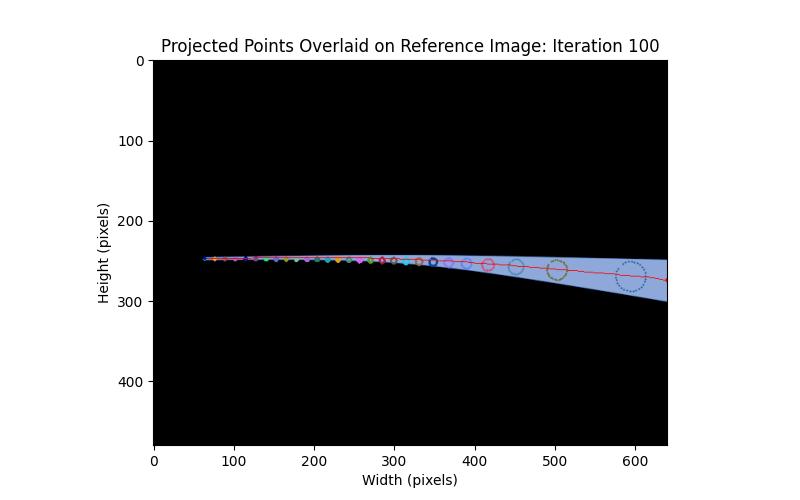 Projected Points Overlaid on Reference Image: Iteration 100
0
100
200
300
400
Height (pixels)
0 100 200 300 400 500 600
Width (pixels)